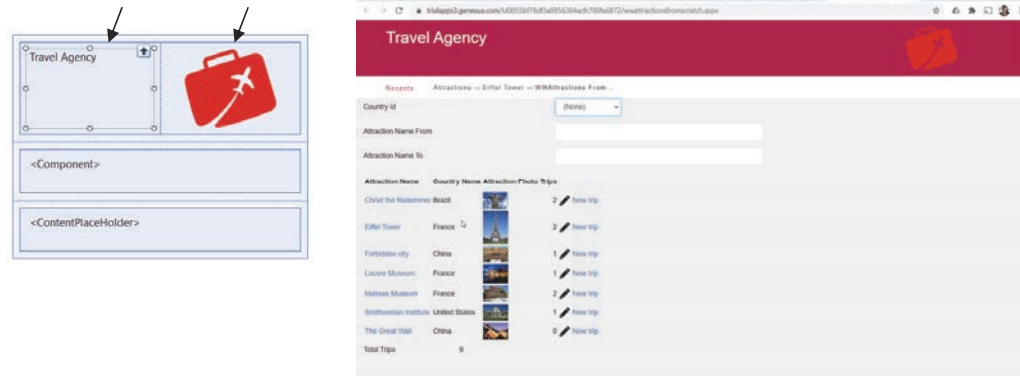 Travel Agency
<Component>
<ContentPlaceHolder>
Travel Agency
Recents Attractions — Eiffel Tower — WWAttractions From...
Country Id (None)
Attraction Name From
Attraction Name To
Attraction Name Country Name Attraction Photo Trips
Christ the Redemmer Brazil 2 New trip
Eiffel Tower France 2 New trip
Forbidden city China 1 New trip
Louvre Museum France 1 New trip
Matisse Museum France 2 New trip
Smithsonian Institute United States 1 New trip
The Great Wall China 0 New trip
Total Trips 9